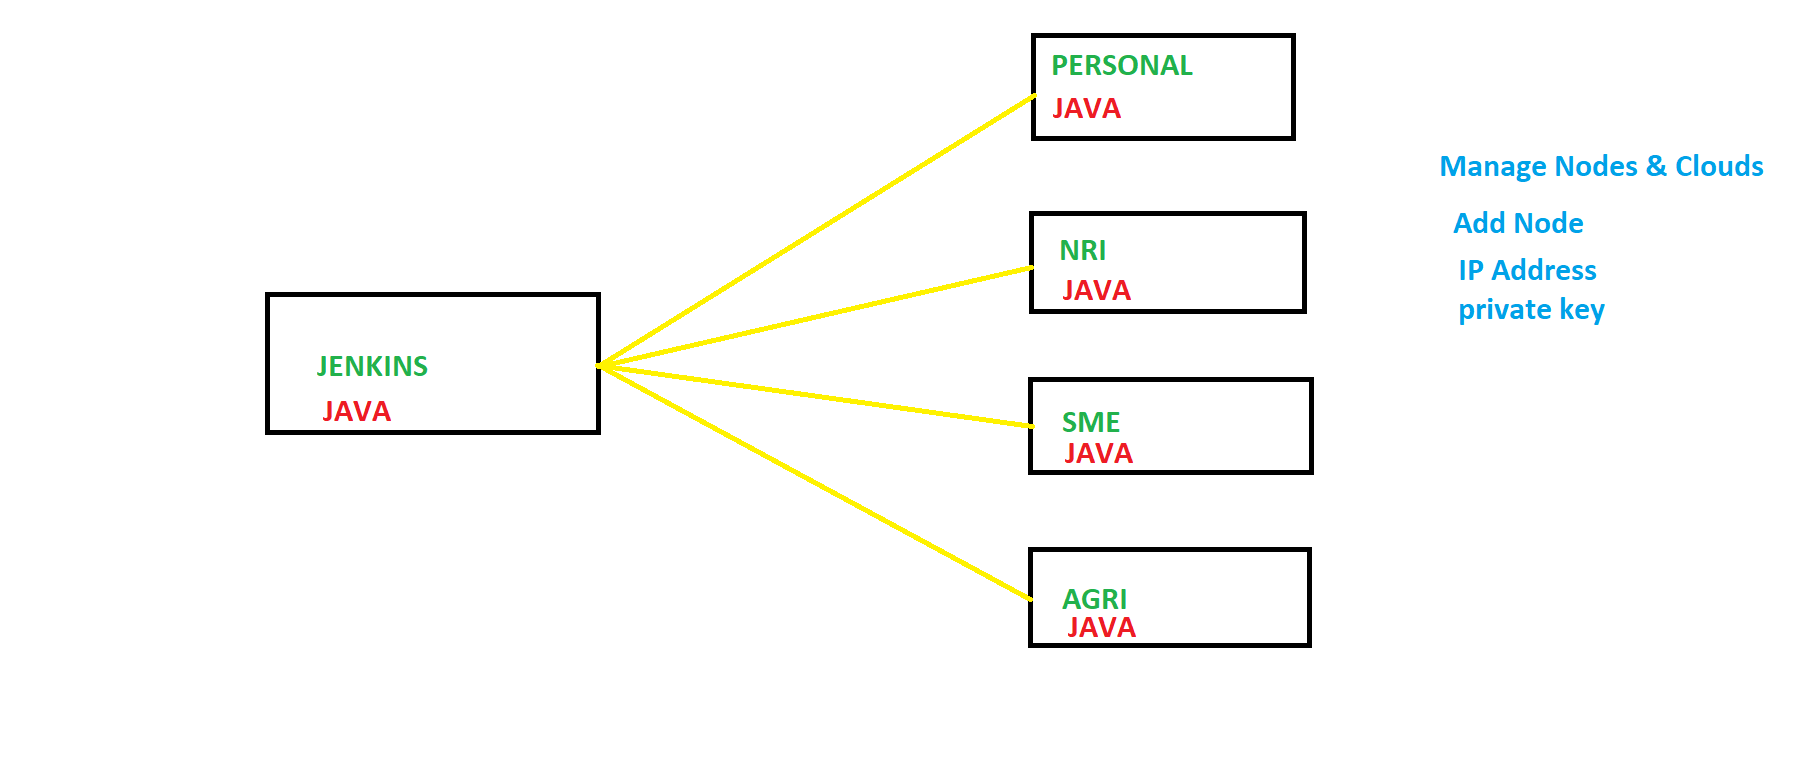 PERSONAL
JAVA
Manage Nodes & Clouds
Add Node
NRI
JAVA
IP Address
private key
JENKINS
JAVA
SME
JAVA
AGRI
JAVA